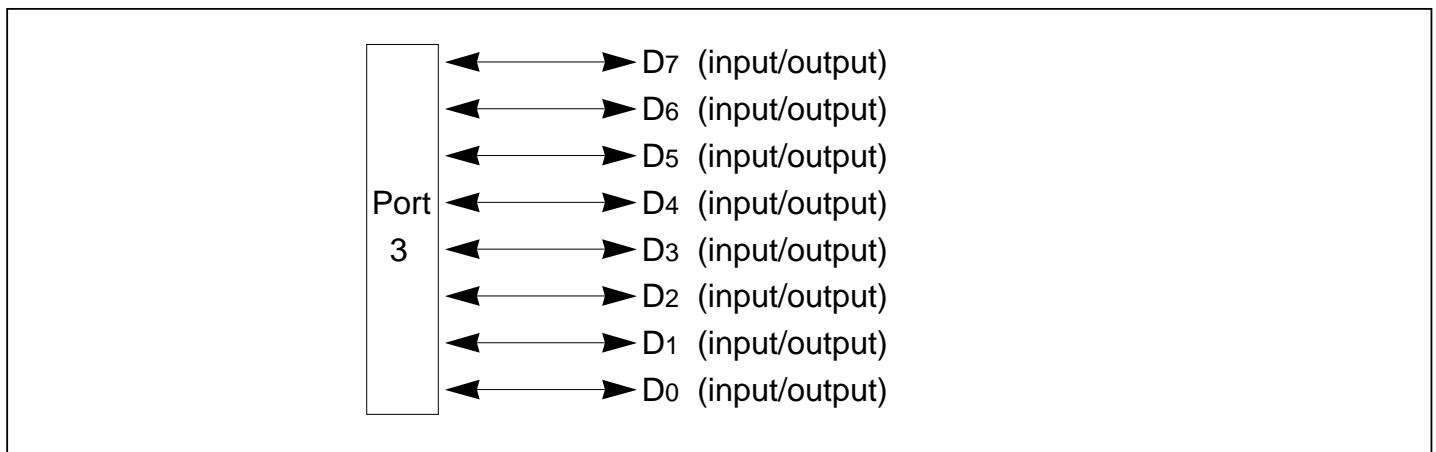 D7 (input/output)
D6 (input/output)
D5 (input/output)
Port D4 (input/output)
3 D3 (input/output)
D2 (input/output)
D1 (input/output)
D0 (input/output)